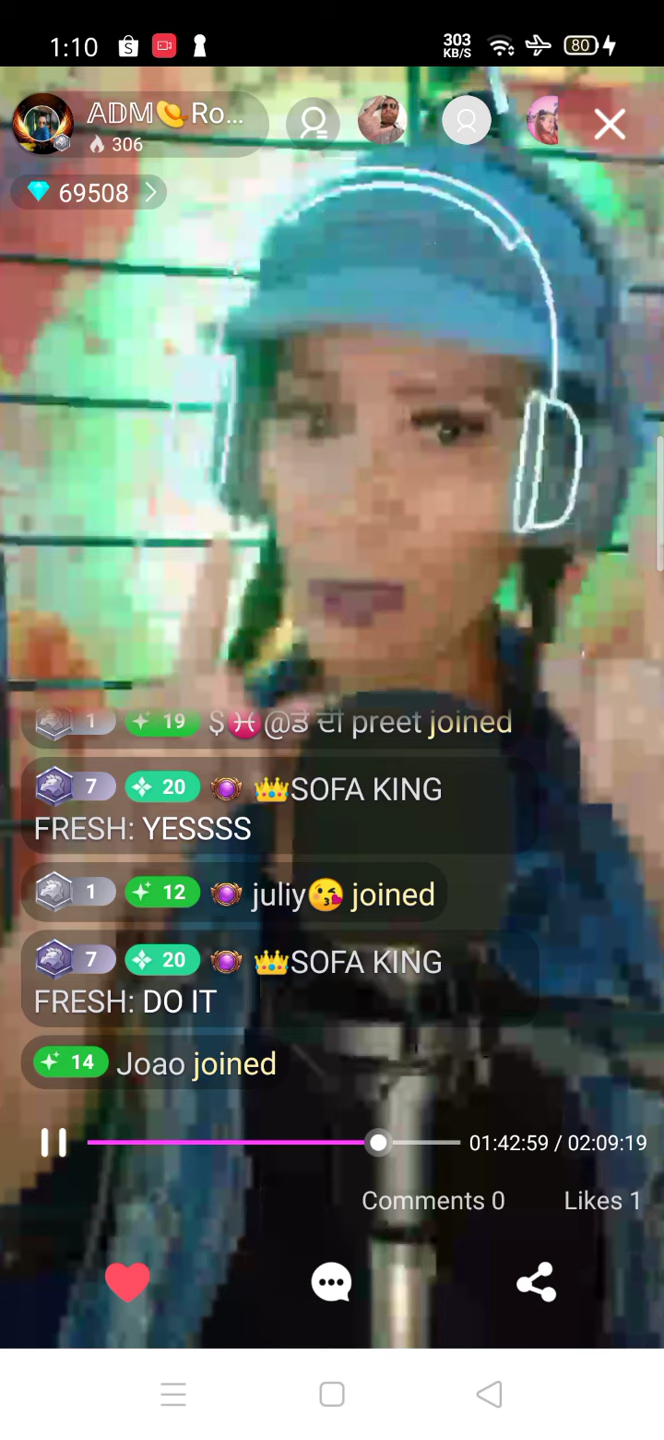 1:10
303
KB/S
80
𝔸𝔻𝕄👒Ro...
306
69508
1 19 $♓@ਡੋ ਦੀ preet joined
7 20 👑SOFA KING
FRESH: YESSSS
1 12 juliy😘 joined
7 20 👑SOFA KING
FRESH: DO IT
14 Joao joined
01:42:59 / 02:09:19
Comments 0 Likes 1